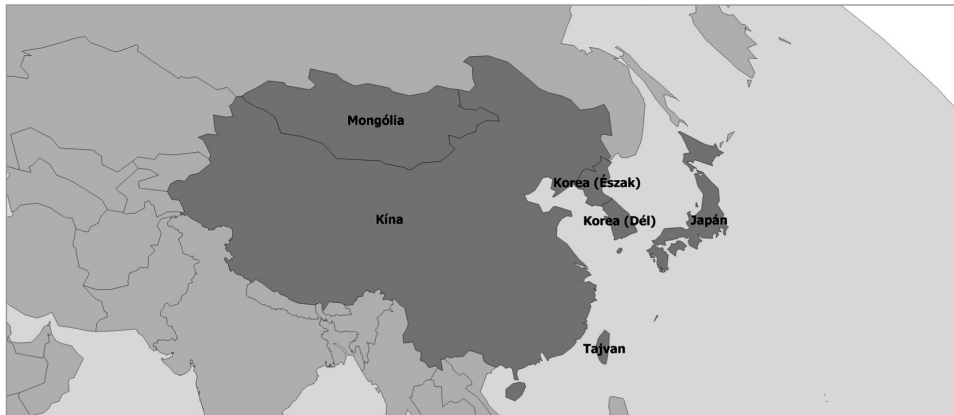 Mongólia
Korea (Észak)
Kína
Korea (Dél)
Japán
Tajvan